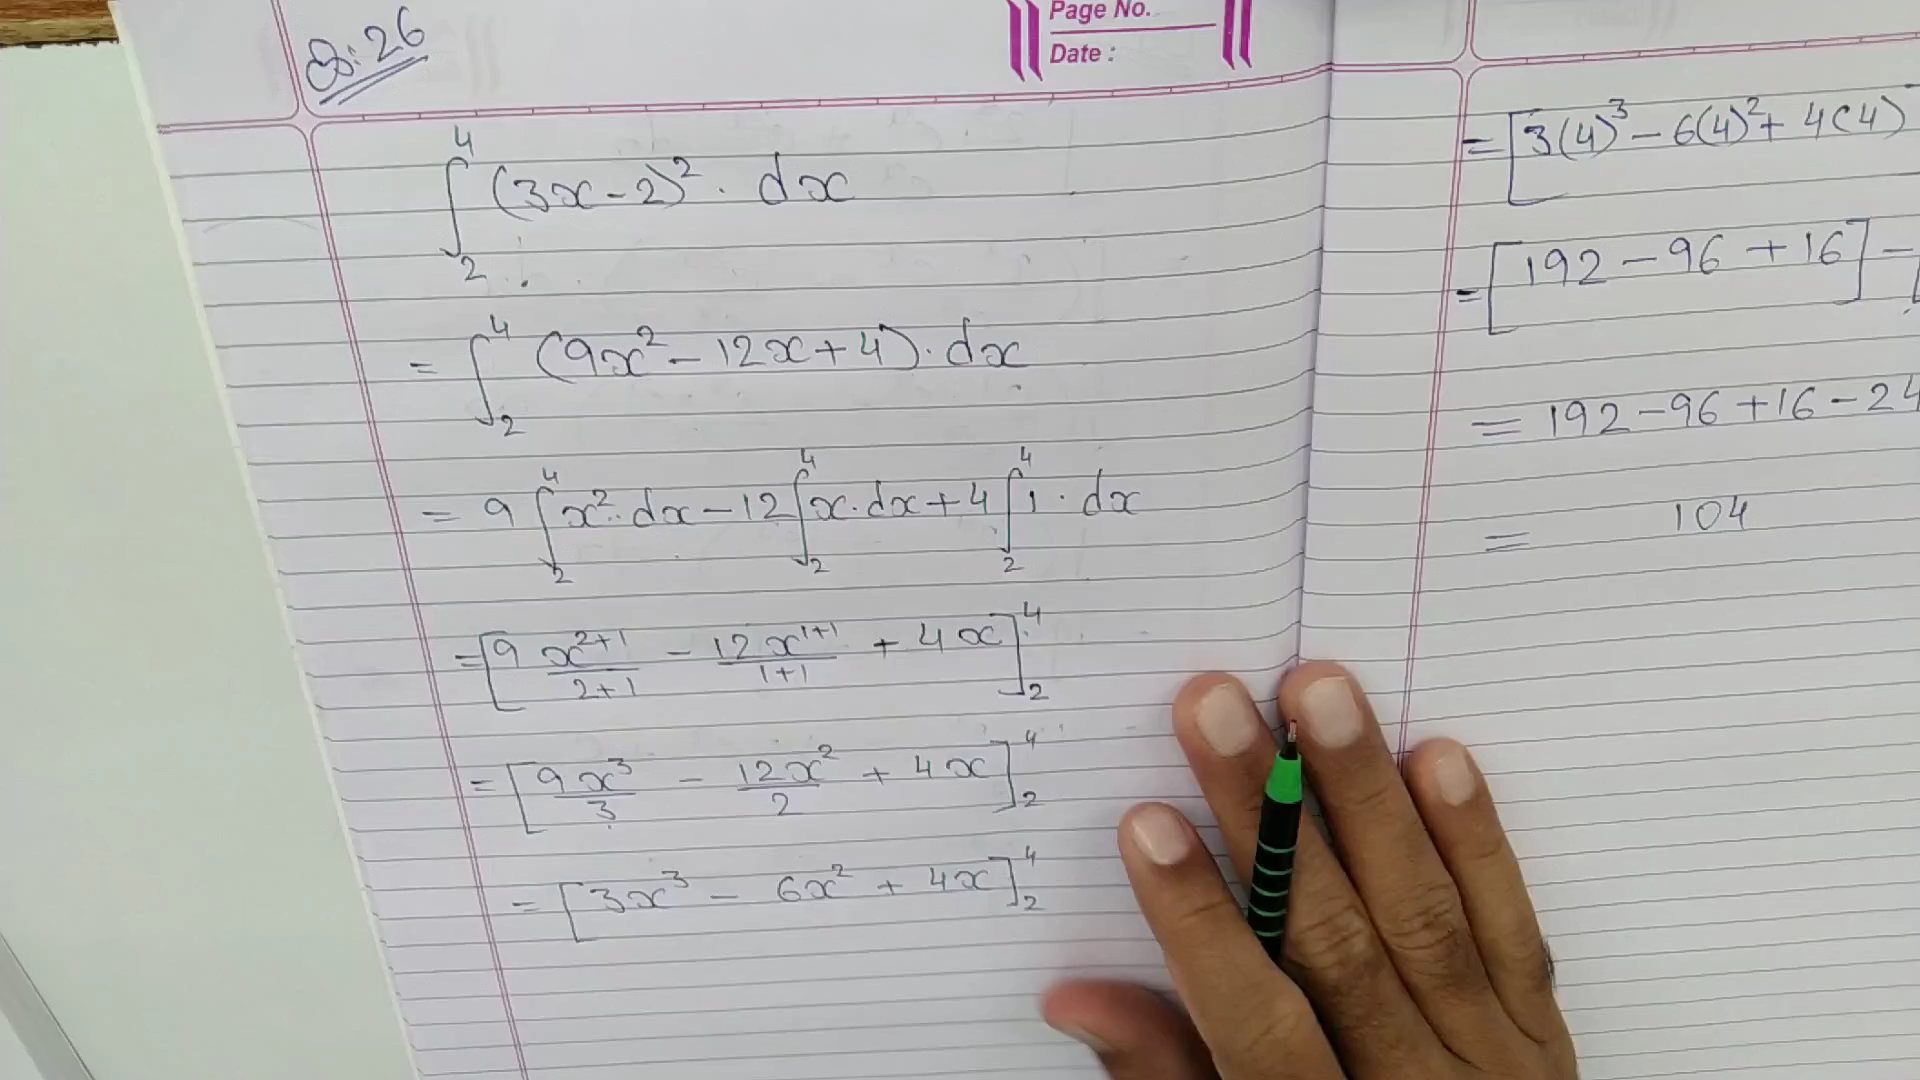 Q: 26
Page No.
Date :
∫₂⁴ (3x-2)² · dx
= ∫₂⁴ (9x² - 12x + 4) · dx
= 9 ∫₂⁴ x² · dx - 12 ∫₂⁴ x · dx + 4 ∫₂⁴ 1 · dx
= [9 x²⁺¹/2+1 - 12x¹⁺¹/1+1 + 4x]₂⁴
= [9x³/3 - 12x²/2 + 4x]₂⁴
= [3x³ - 6x² + 4x]₂⁴
= [3(4)³ - 6(4)² + 4(4)
= [192 - 96 + 16] - [
= 192 - 96 + 16 - 24
= 104